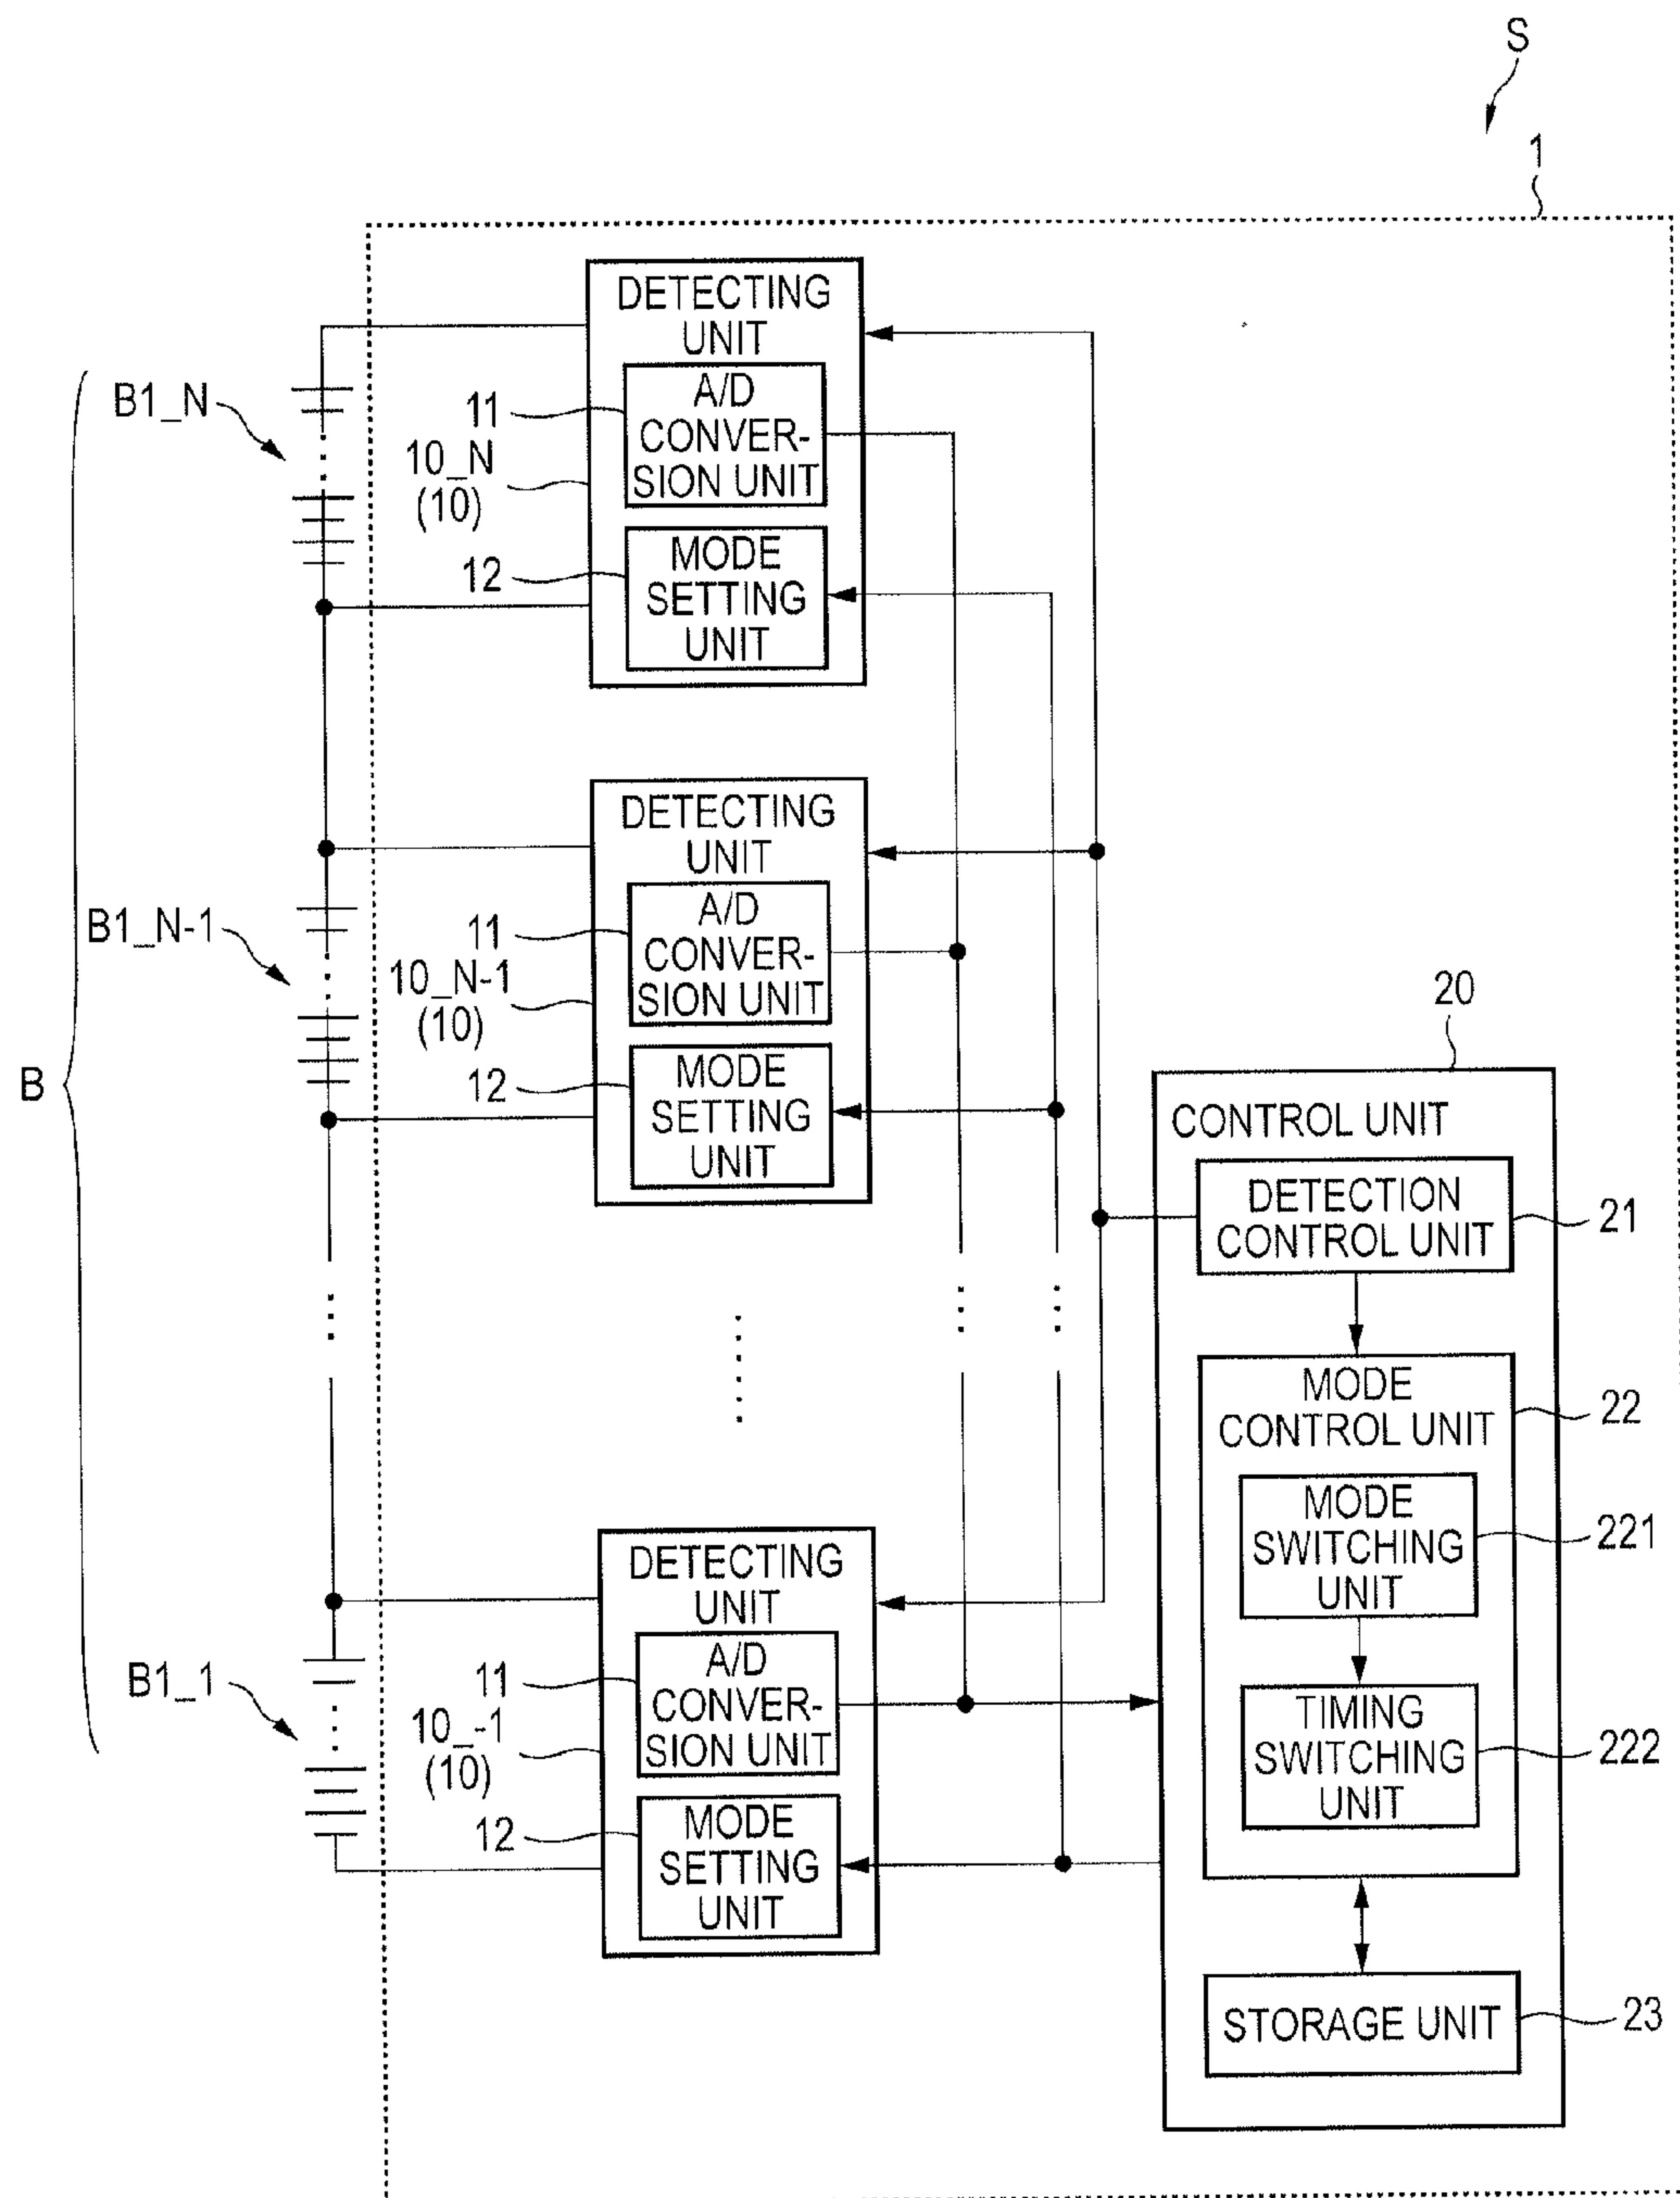 S
1
DETECTING
UNIT
B1_N
11
A/D
CONVER-
SION UNIT
10_N
(10)
12
MODE
SETTING
UNIT
DETECTING
UNIT
B1_N-1
11
A/D
CONVER-
SION UNIT
10_N-1
(10)
12
MODE
SETTING
UNIT
B
20
CONTROL UNIT
DETECTION
CONTROL UNIT
21
MODE
CONTROL UNIT
22
MODE
SWITCHING
UNIT
221
TIMING
SWITCHING
UNIT
222
STORAGE UNIT
23
DETECTING
UNIT
B1_1
11
A/D
CONVER-
SION UNIT
10_-1
(10)
12
MODE
SETTING
UNIT